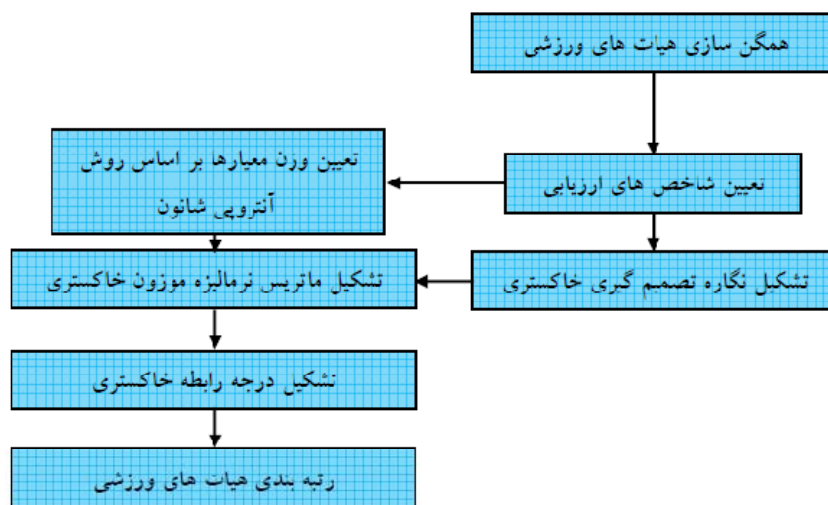 همگن سازی هیات های ورزشی
تعیین وزن معیارها بر اساس روش
آنتروپی شانون
تعیین شاخص های ارزیابی
تشکیل ماتریس نرمالیزه موزون خاکستری
تشکیل نگاره تصمیم گیری خاکستری
تشکیل درجه رابطه خاکستری
رتبه بندی هیات های ورزشی